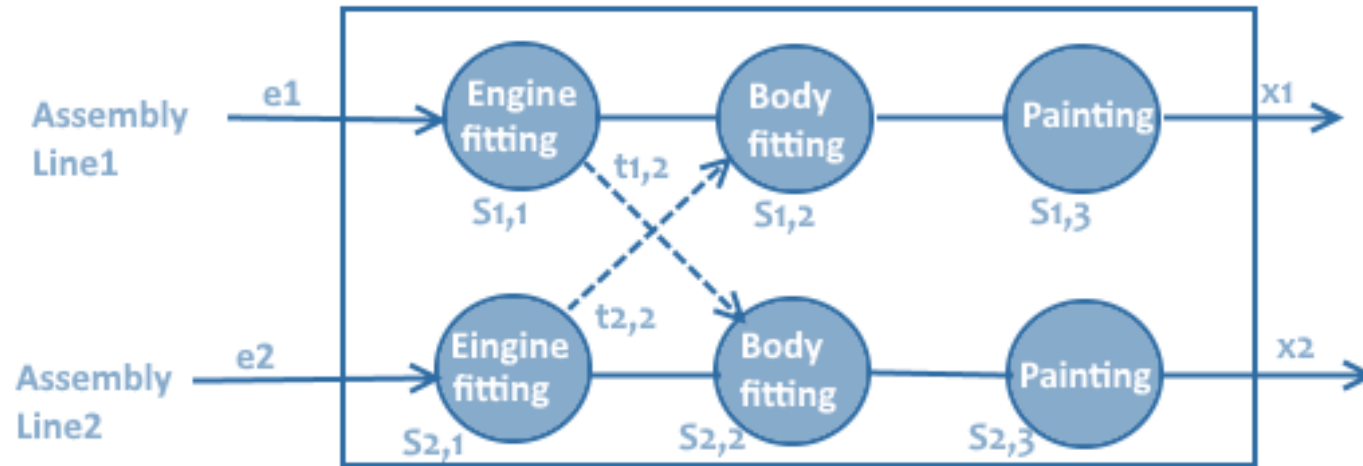 e1
x1
Assembly
Line1
Engine
fitting
Body
fitting
Painting
t1,2
S1,1
S1,2
S1,3
t2,2
e2
x2
Assembly
Line2
Eingine
fitting
Body
fitting
Painting
S2,1
S2,2
S2,3